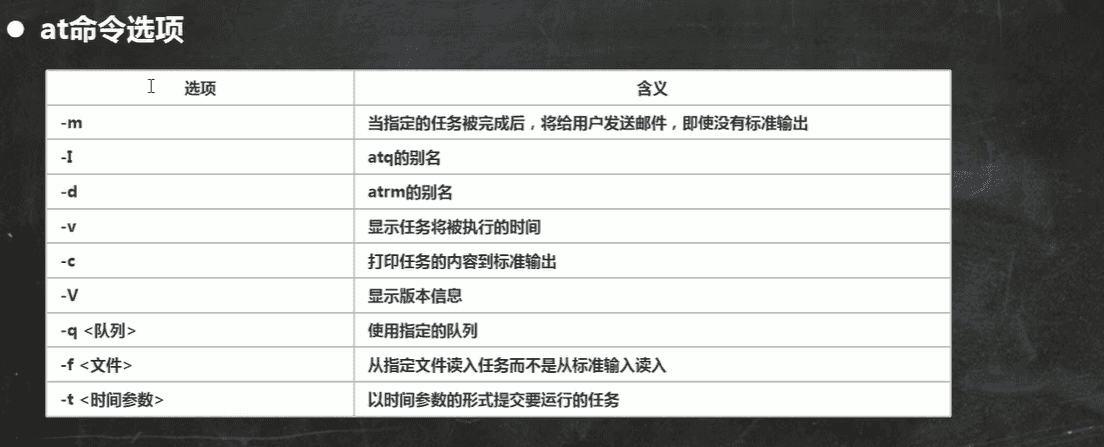 ● at命令选项
选项 含义
-m 当指定的任务被完成后，将给用户发送邮件，即使没有标准输出
-I atq的别名
-d atrm的别名
-v 显示任务将被执行的时间
-c 打印任务的内容到标准输出
-V 显示版本信息
-q <队列> 使用指定的队列
-f <文件> 从指定文件读入任务而不是从标准输入读入
-t <时间参数> 以时间参数的形式提交要运行的任务